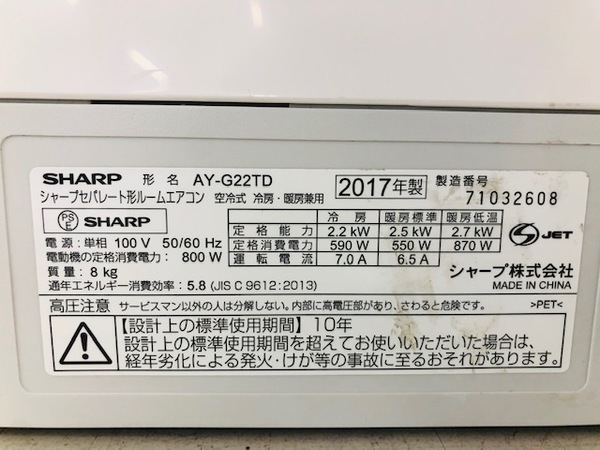 SHARP 形名 AY-G22TD 2017年製 製造番号
シャープセパレート形ルームエアコン 空冷式 冷房・暖房兼用 71032608
PSE SHARP
冷房 暖房標準 暖房低温
定格能力 2.2 kW 2.5 kW 2.7 kW
定格消費電力 590 W 550 W 870 W
運転電流 7.0 A 6.5 A
S JET
電源:単相 100 V 50/60 Hz
電動機の定格消費電力: 800 W
質量:8 kg
通年エネルギー消費効率:5.8 (JIS C 9612:2013)
シャープ株式会社
MADE IN CHINA
高圧注意 サービスマン以外の人は分解しない。内部に高電圧部があり、さわると危険です。 >PET<
【設計上の標準使用期間】10年
設計上の標準使用期間を超えてお使いいただいた場合は、
経年劣化による発火・けが等の事故に至るおそれがあります。